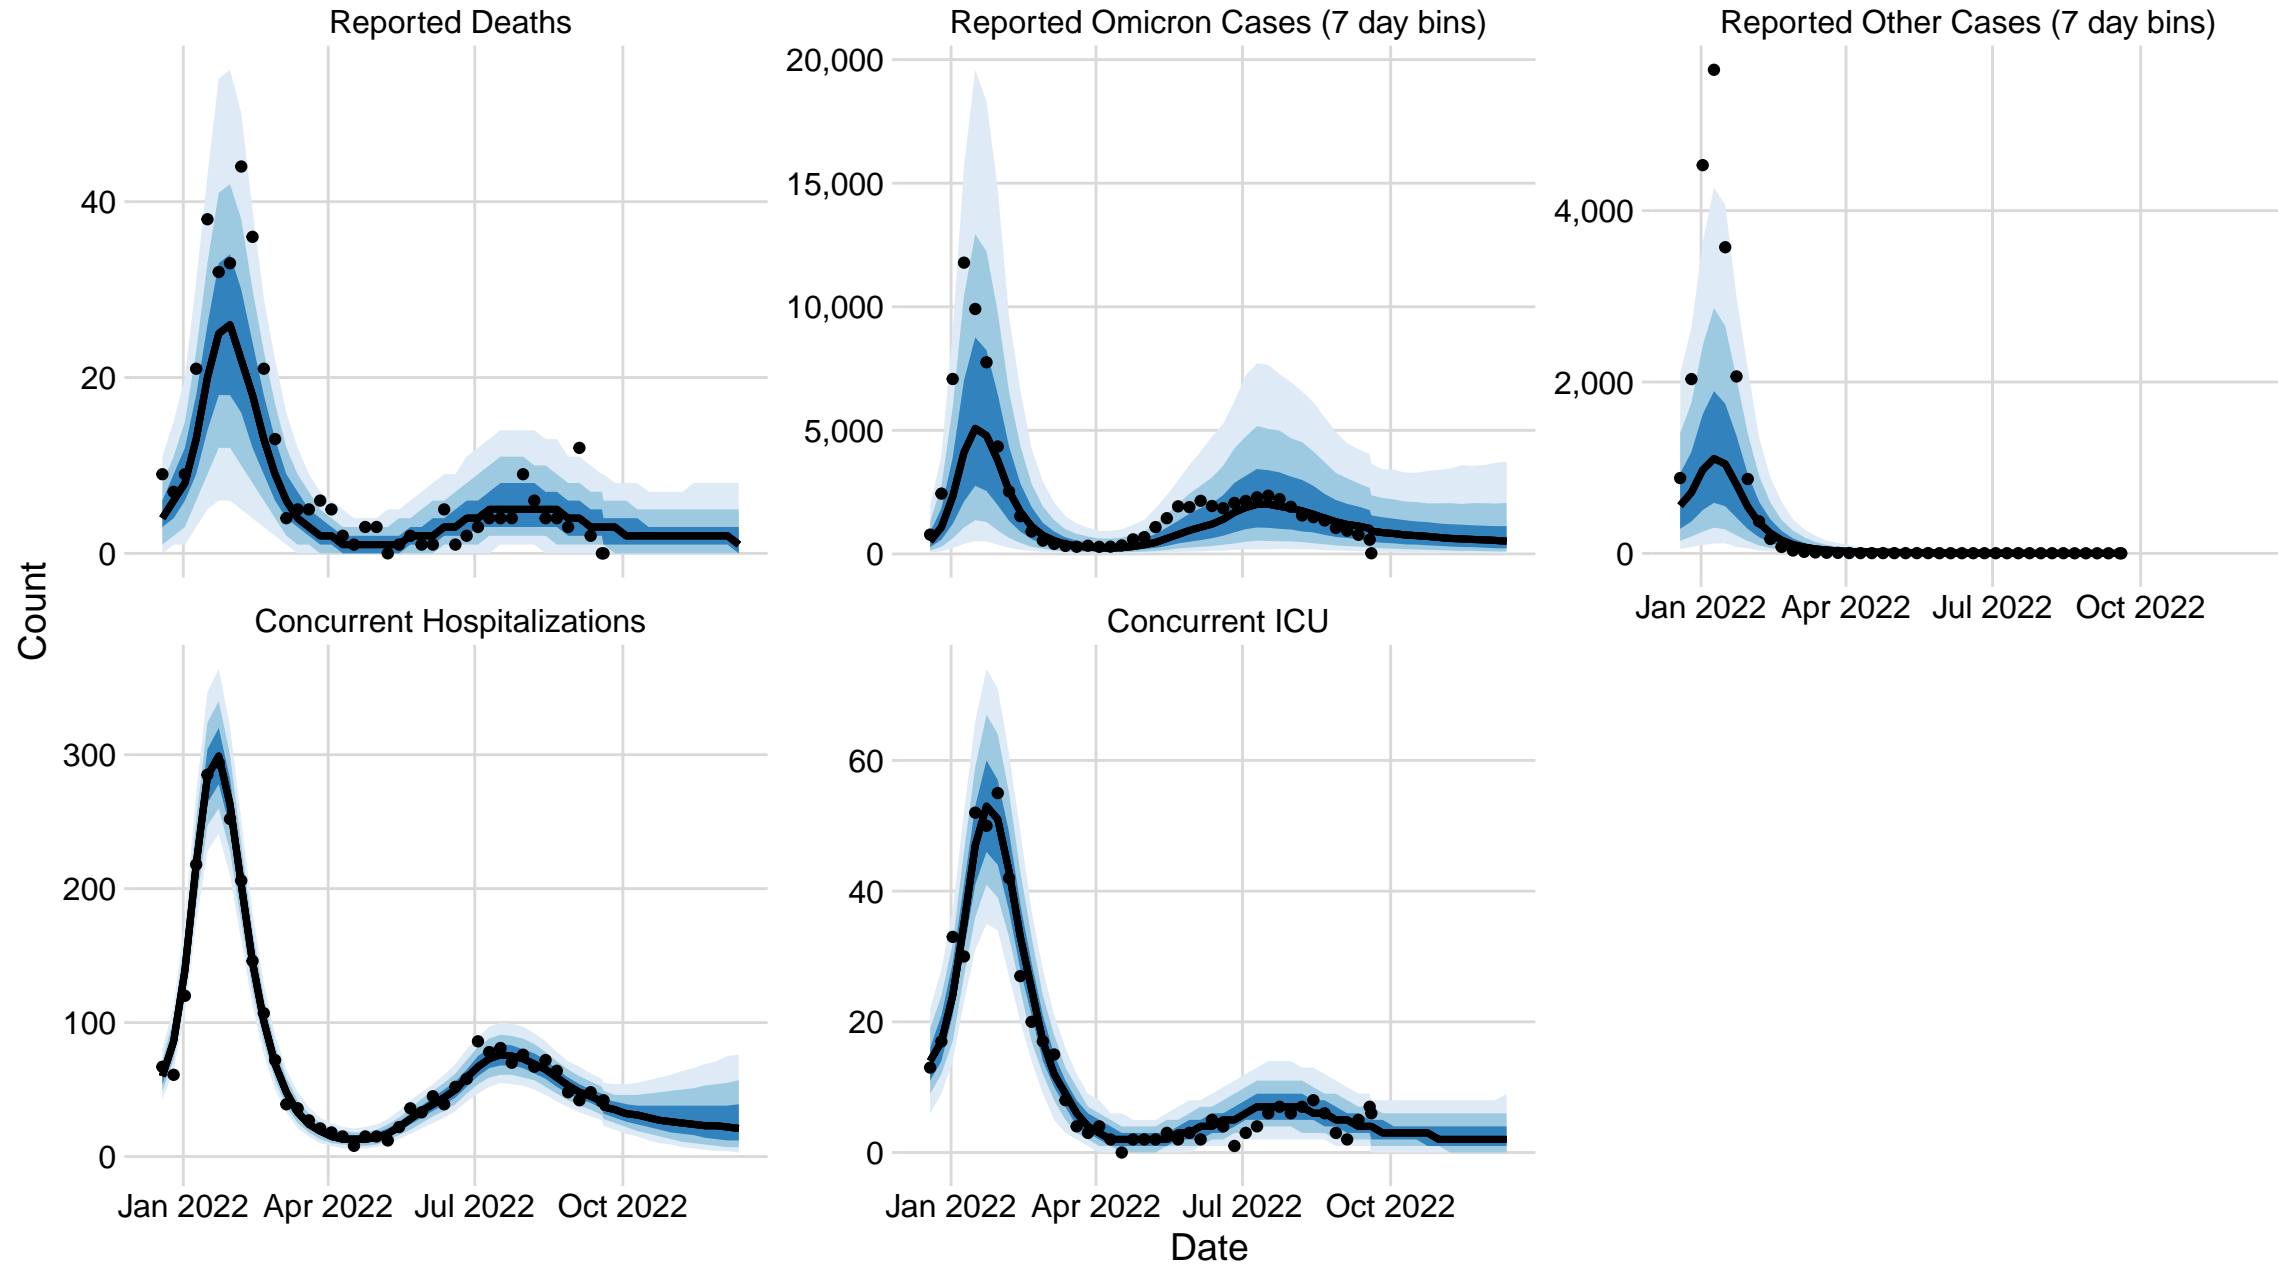 Reported Deaths
Reported Omicron Cases (7 day bins)
Reported Other Cases (7 day bins)
40
20
0
20,000
15,000
10,000
5,000
0
4,000
2,000
0
Jan 2022 Apr 2022 Jul 2022 Oct 2022
Count
Concurrent Hospitalizations
Concurrent ICU
300
200
100
0
60
40
20
0
Jan 2022 Apr 2022 Jul 2022 Oct 2022
Jan 2022 Apr 2022 Jul 2022 Oct 2022
Date